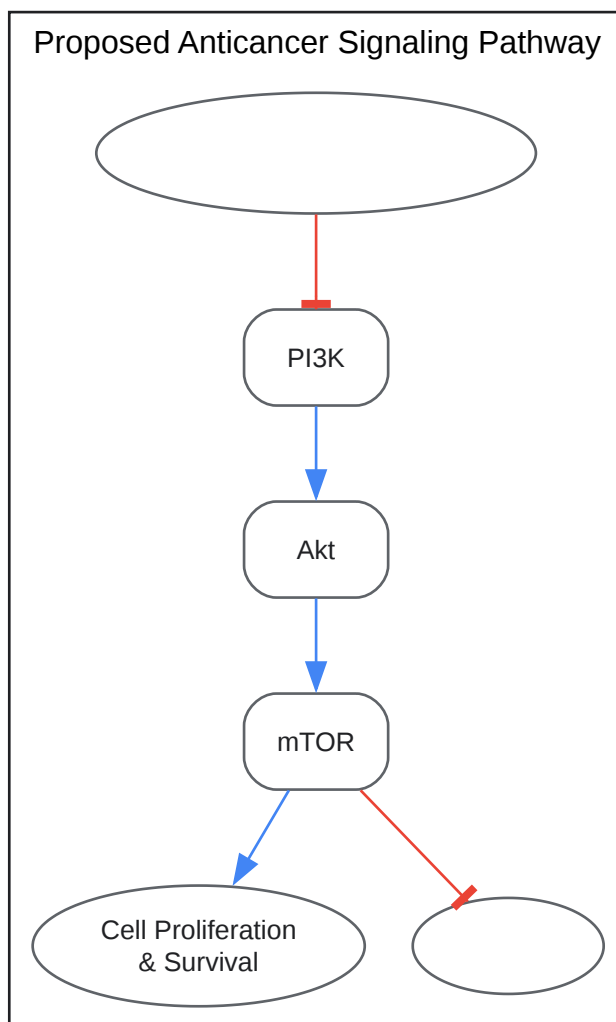 Proposed Anticancer Signaling Pathway
PI3K
Akt
mTOR
Cell Proliferation
& Survival